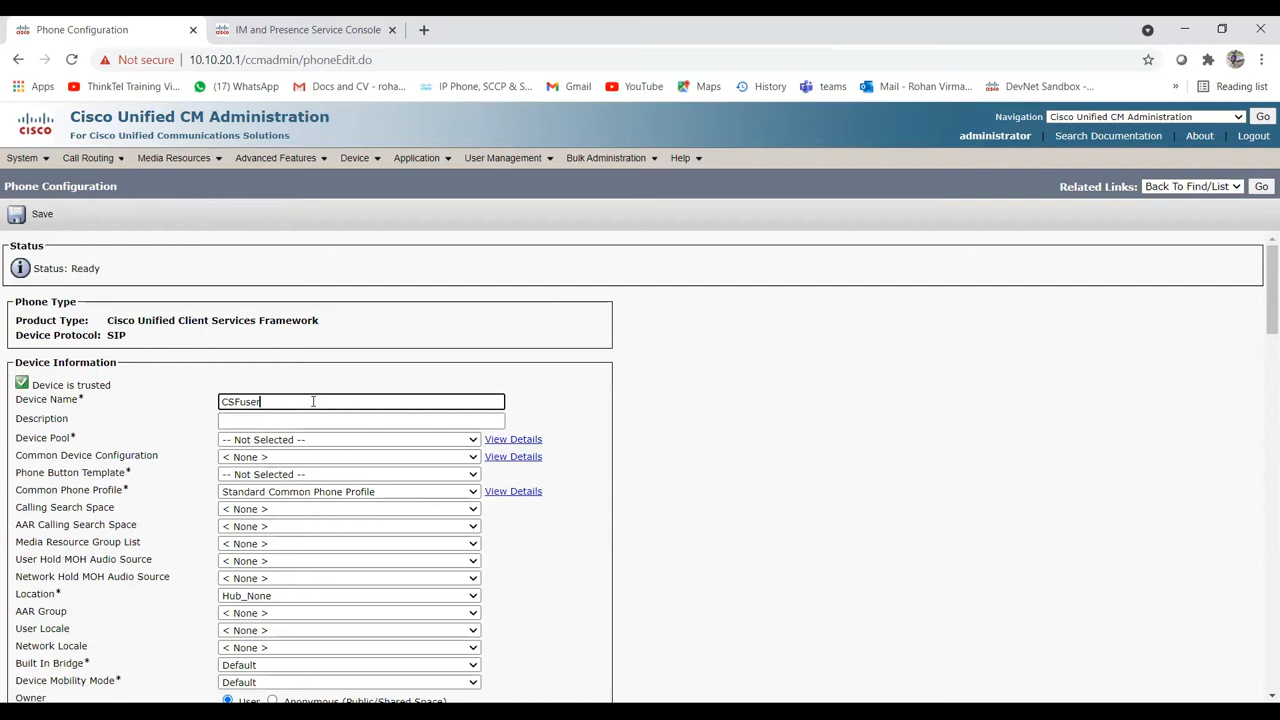 Phone Configuration
IM and Presence Service Console
Not secure 10.10.20.1/ccmadmin/phoneEdit.do
Apps ThinkTel Training Vi... (17) WhatsApp Docs and CV - roha... IP Phone, SCCP & S... Gmail YouTube Maps History teams Mail - Rohan Virma... DevNet Sandbox -... » Reading list
CISCO
Cisco Unified CM Administration
For Cisco Unified Communications Solutions
Navigation Cisco Unified CM Administration Go
administrator Search Documentation About Logout
System Call Routing Media Resources Advanced Features Device Application User Management Bulk Administration Help
Phone Configuration
Related Links: Back To Find/List Go
Save
Status
Status: Ready
Phone Type
Product Type: Cisco Unified Client Services Framework
Device Protocol: SIP
Device Information
Device is trusted
Device Name* CSFuser
Description
Device Pool* -- Not Selected -- View Details
Common Device Configuration < None > View Details
Phone Button Template* -- Not Selected --
Common Phone Profile* Standard Common Phone Profile View Details
Calling Search Space < None >
AAR Calling Search Space < None >
Media Resource Group List < None >
User Hold MOH Audio Source < None >
Network Hold MOH Audio Source < None >
Location* Hub_None
AAR Group < None >
User Locale < None >
Network Locale < None >
Built In Bridge* Default
Device Mobility Mode* Default
Owner User Anonymous (Public/Shared Space)